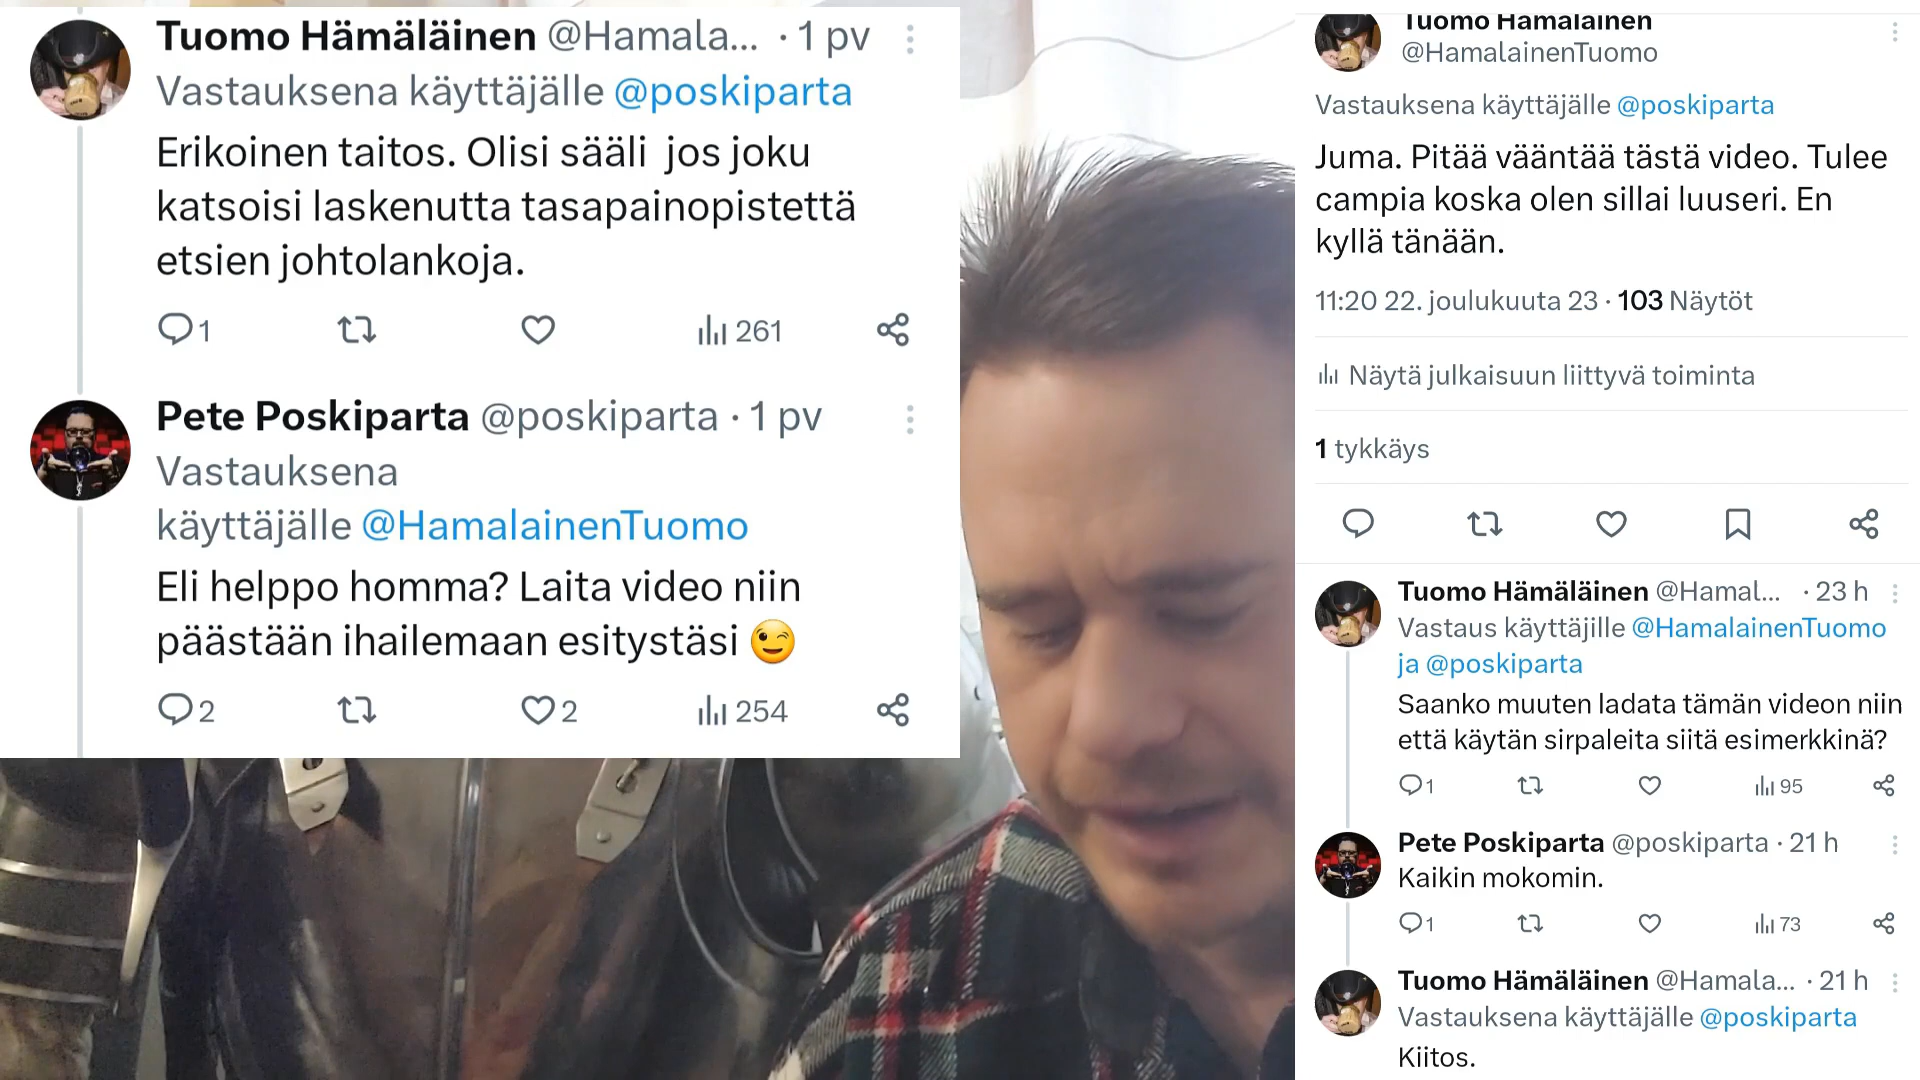 Tuomo Hämäläinen @Hamala... · 1 pv
Vastauksena käyttäjälle @poskiparta
Erikoinen taitos. Olisi sääli jos joku
katsoisi laskenutta tasapainopistettä
etsien johtolankoja.
1 261
Pete Poskiparta @poskiparta · 1 pv
Vastauksena
käyttäjälle @HamalainenTuomo
Eli helppo homma? Laita video niin
päästään ihailemaan esitystäsi 😉
2 2 254
Tuomo Hämäläinen
@HamalainenTuomo
Vastauksena käyttäjälle @poskiparta
Juma. Pitää vääntää tästä video. Tulee
campia koska olen sillai luuseri. En
kyllä tänään.
11:20 22. joulukuuta 23 · 103 Näytöt
Näytä julkaisuun liittyvä toiminta
1 tykkäys
Tuomo Hämäläinen @Hamal... · 23 h
Vastaus käyttäjille @HamalainenTuomo
ja @poskiparta
Saanko muuten ladata tämän videon niin
että käytän sirpaleita siitä esimerkkinä?
1 95
Pete Poskiparta @poskiparta · 21 h
Kaikin mokomin.
1 73
Tuomo Hämäläinen @Hamala... · 21 h
Vastauksena käyttäjälle @poskiparta
Kiitos.